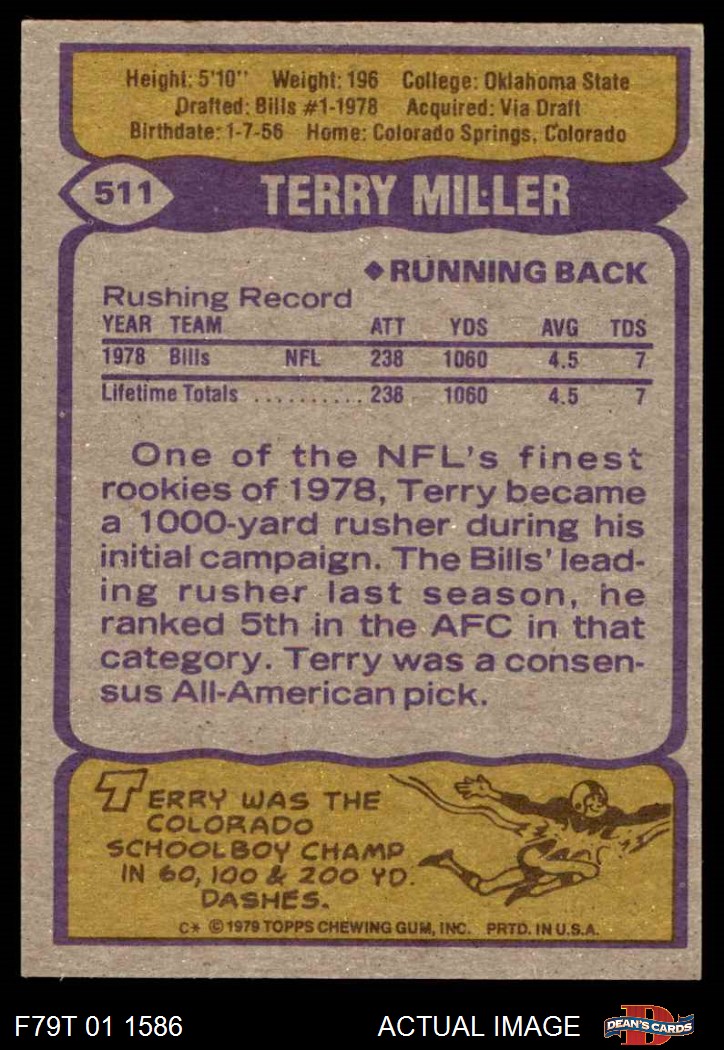 Height: 5'10" Weight: 196 College: Oklahoma State
Drafted: Bills #1-1978 Acquired: Via Draft
Birthdate: 1-7-56 Home: Colorado Springs, Colorado
511 TERRY MILLER
◆RUNNING BACK
Rushing Record
YEAR TEAM ATT YDS AVG TDS
1978 Bills NFL 238 1060 4.5 7
Lifetime Totals .......... 238 1060 4.5 7
One of the NFL's finest
rookies of 1978, Terry became
a 1000-yard rusher during his
initial campaign. The Bills' lead-
ing rusher last season, he
ranked 5th in the AFC in that
category. Terry was a consen-
sus All-American pick.
TERRY WAS THE
COLORADO
SCHOOLBOY CHAMP
IN 60, 100 & 200 YD.
DASHES.
C* © 1979 TOPPS CHEWING GUM, INC. PRTD. IN U.S.A.
F79T 01 1586 ACTUAL IMAGE DEAN'S CARDS